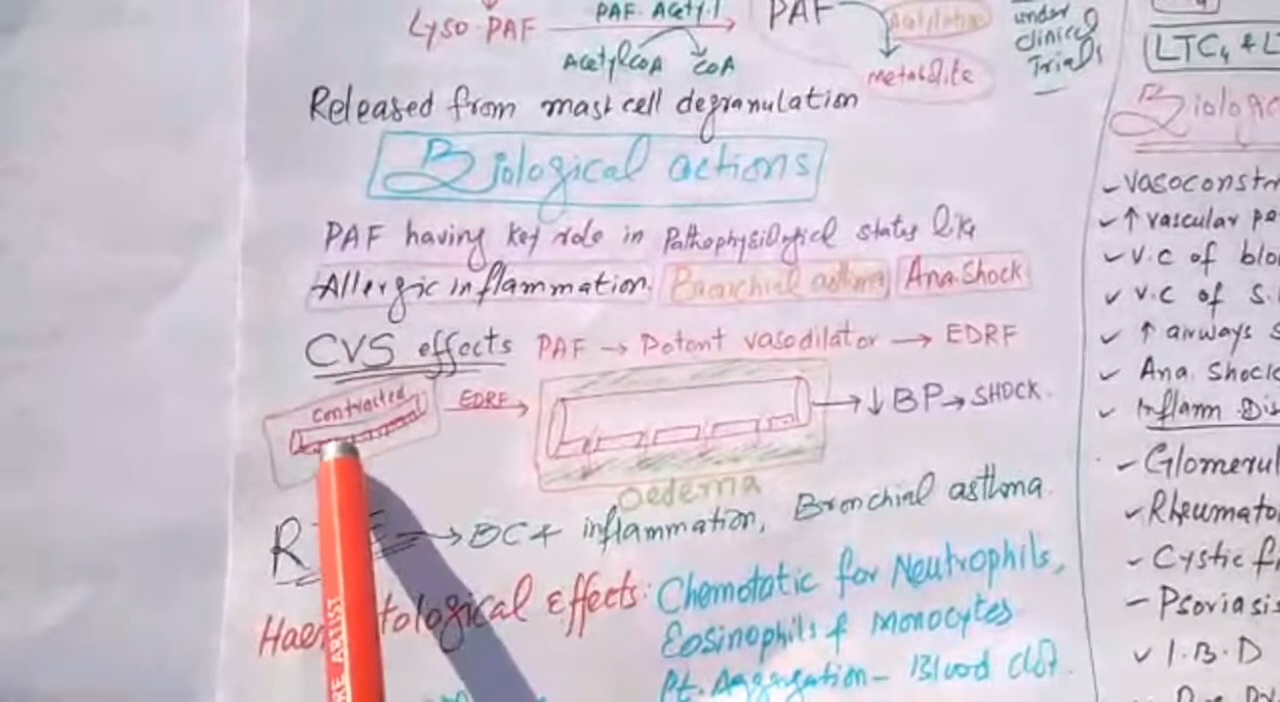 Lyso-PAF PAF-Acetyl.T PAF
AcetylCoA CoA
metabolite
under
clinical
Trials
Released from mast cell degranulation
Biological actions
PAF having key role in Pathophysiological states like
Allergic inflammation. Bronchial asthma Ana.Shock
CVS effects PAF → Potent vasodilator → EDRF
contracted EDRF → ↓BP → SHOCK.
oedema
→ BC + inflammation, Bronchial asthma.
effects: Chemotatic for Neutrophils,
Eosinophils & monocytes
Pt. Aggregation - Blood clot.
LTC4 &
Biologic
- vasoconstr
- ↑ vascular pe
✓ V.C of blo
✓ V.C of S.
✓ ↑ airways s
✓ Ana. Shock
✓ Inflam. Dis
- Glomerul
✓ Rheumato
- Cystic f
- Psoriasis
✓ I.B.D